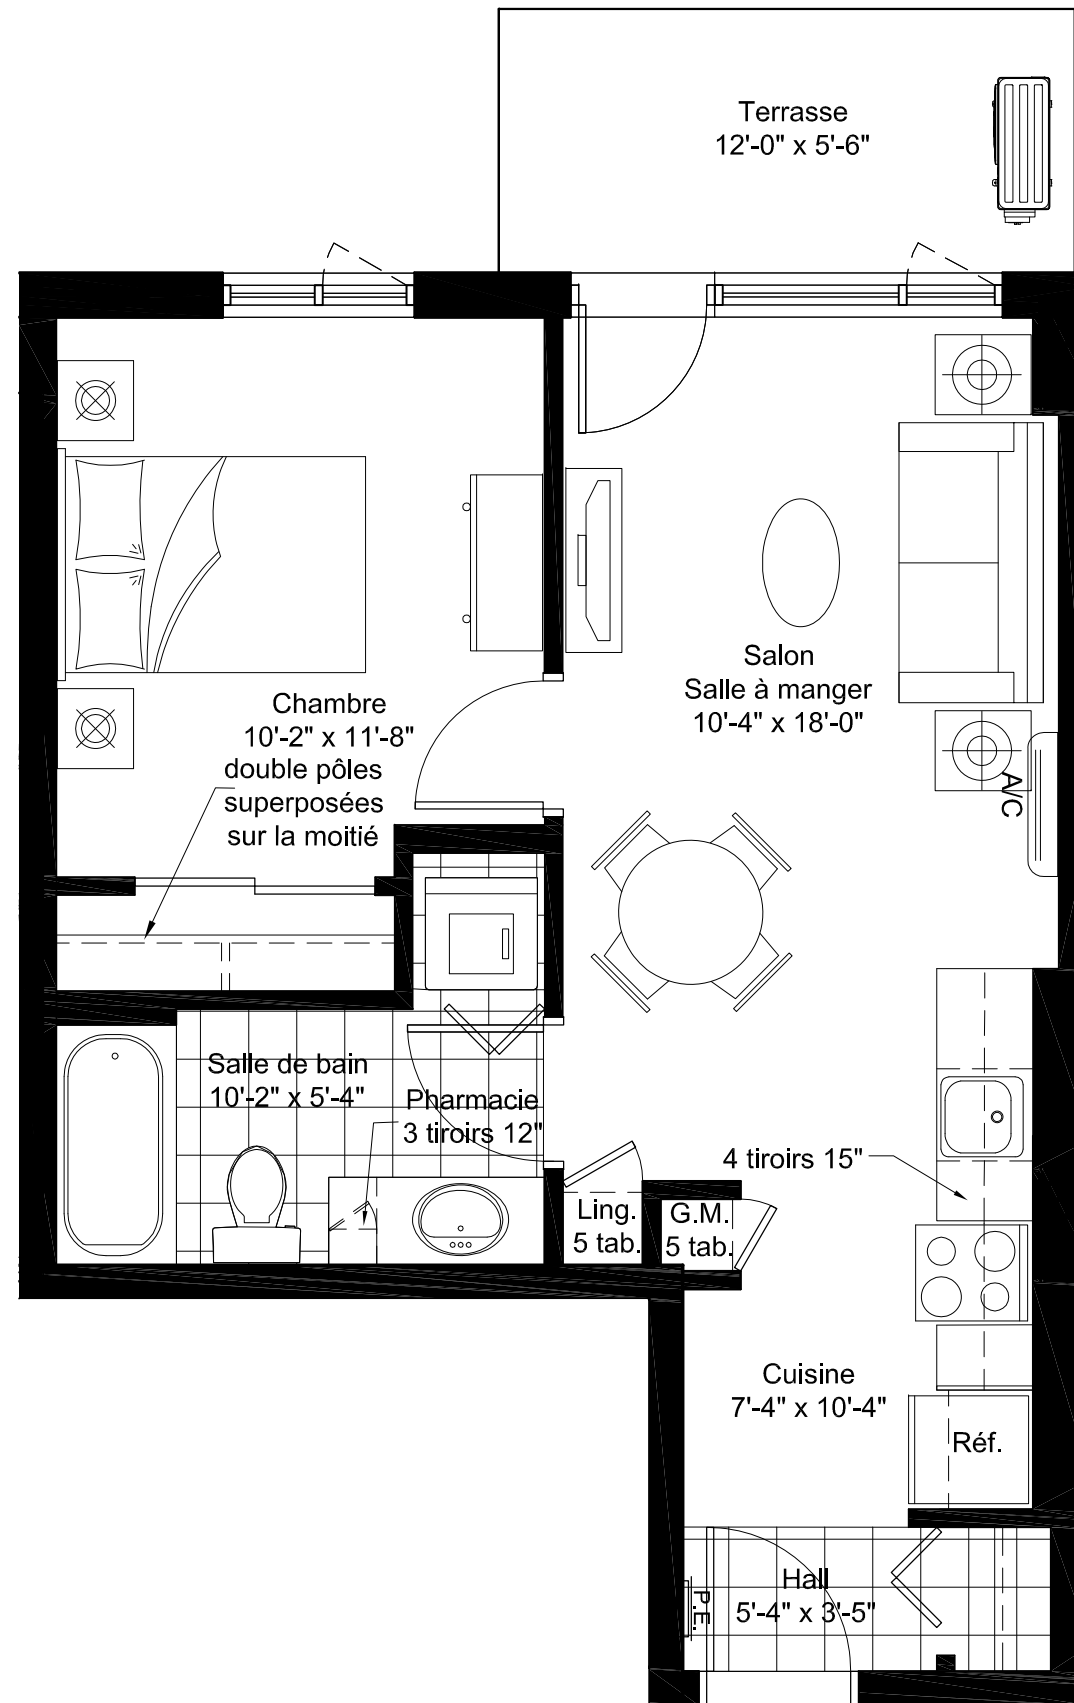 Terrasse
12'-0" x 5'-6"
Salon
Salle à manger
10'-4" x 18'-0"
Chambre
10'-2" x 11'-8"
double pôles
superposées
sur la moitié
A/C
Salle de bain
10'-2" x 5'-4"
Pharmacie
3 tiroirs 12"
4 tiroirs 15"
Ling.
5 tab.
G.M.
5 tab.
Cuisine
7'-4" x 10'-4"
Réf.
Hall
5'-4" x 3'-5"
P.E.